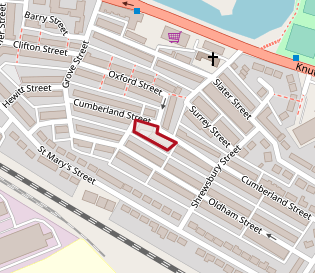 Barry Street
Clifton Street
Grove Street
Oxford Street
Knu
Hewitt Street
Slater Street
Cumberland Street
Surrey Street
St Mary's Street
Shrewsbury Street
Cumberland Street
Oldham Street